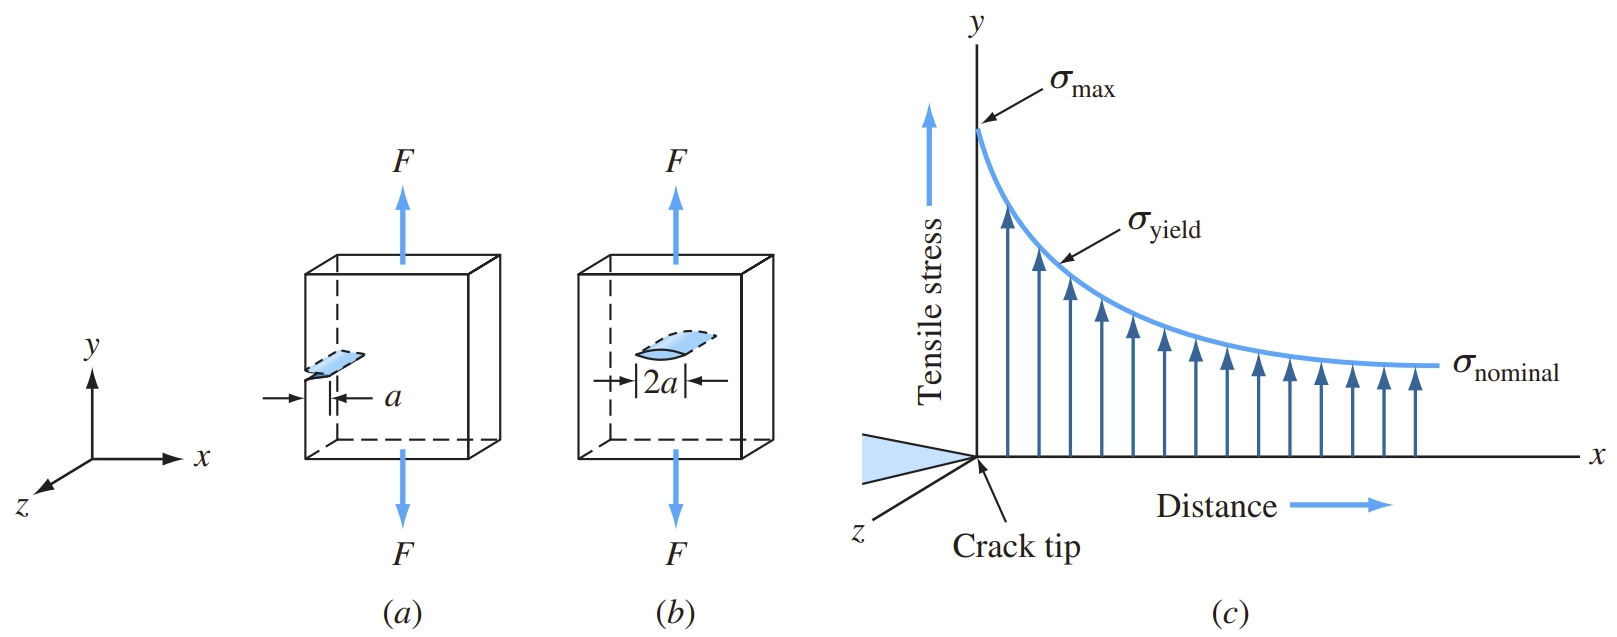 y
x
z
F
a
F
(a)
F
2a
F
(b)
y
σmax
σyield
σnominal
Tensile stress
x
z
Distance
Crack tip
(c)